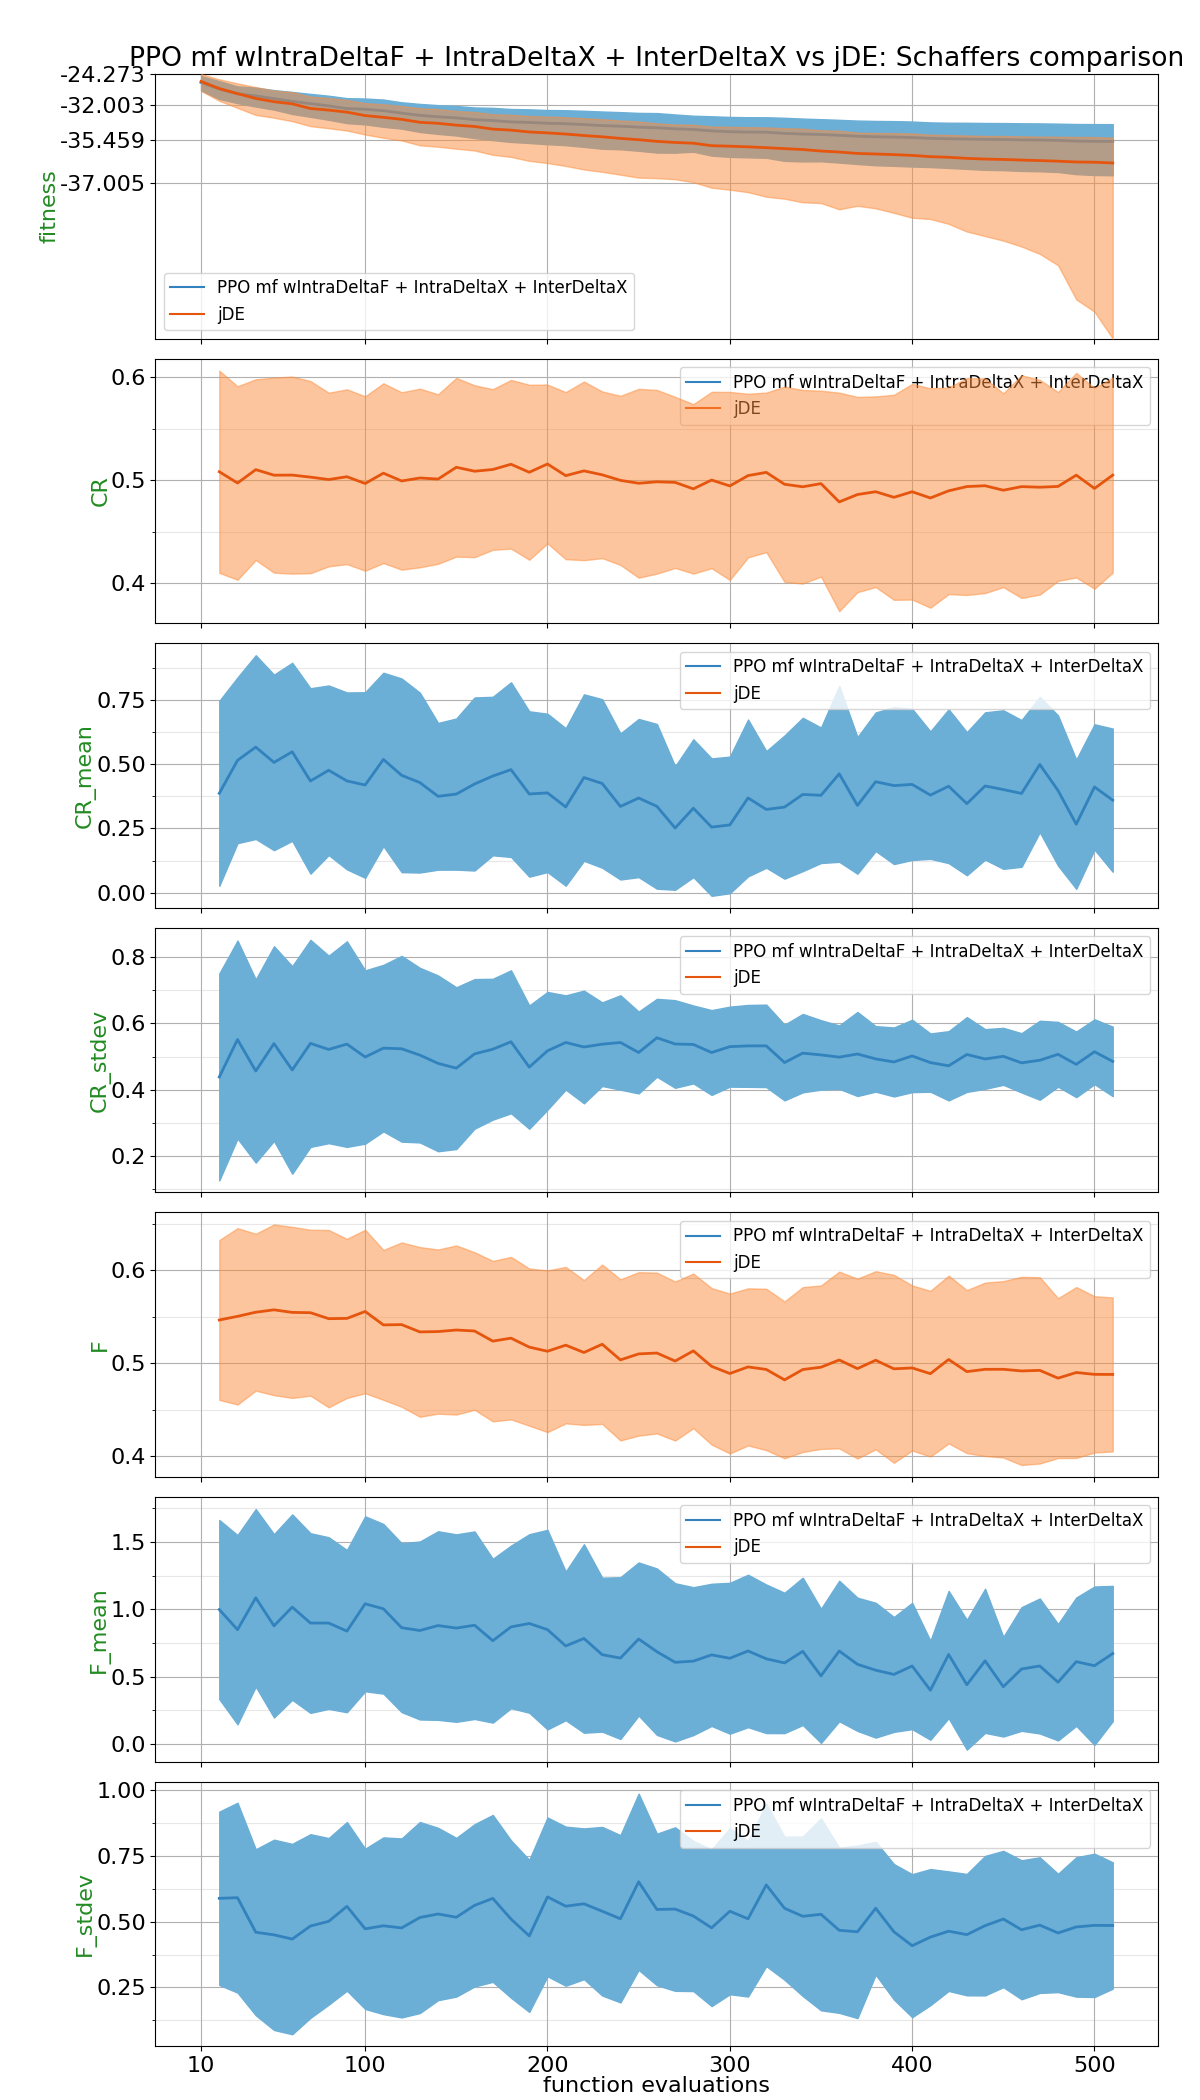 PPO mf wIntraDeltaF + IntraDeltaX + InterDeltaX vs jDE: Schaffers comparison
-24.273
-32.003
-35.459
-37.005
fitness
PPO mf wIntraDeltaF + IntraDeltaX + InterDeltaX
jDE
0.6
0.5
0.4
CR
PPO mf wIntraDeltaF + IntraDeltaX + InterDeltaX
jDE
0.75
0.50
0.25
0.00
CR_mean
PPO mf wIntraDeltaF + IntraDeltaX + InterDeltaX
jDE
0.8
0.6
0.4
0.2
CR_stdev
PPO mf wIntraDeltaF + IntraDeltaX + InterDeltaX
jDE
0.6
0.5
0.4
F
PPO mf wIntraDeltaF + IntraDeltaX + InterDeltaX
jDE
1.5
1.0
0.5
0.0
F_mean
PPO mf wIntraDeltaF + IntraDeltaX + InterDeltaX
jDE
1.00
0.75
0.50
0.25
F_stdev
PPO mf wIntraDeltaF + IntraDeltaX + InterDeltaX
jDE
10 100 200 300 400 500
function evaluations